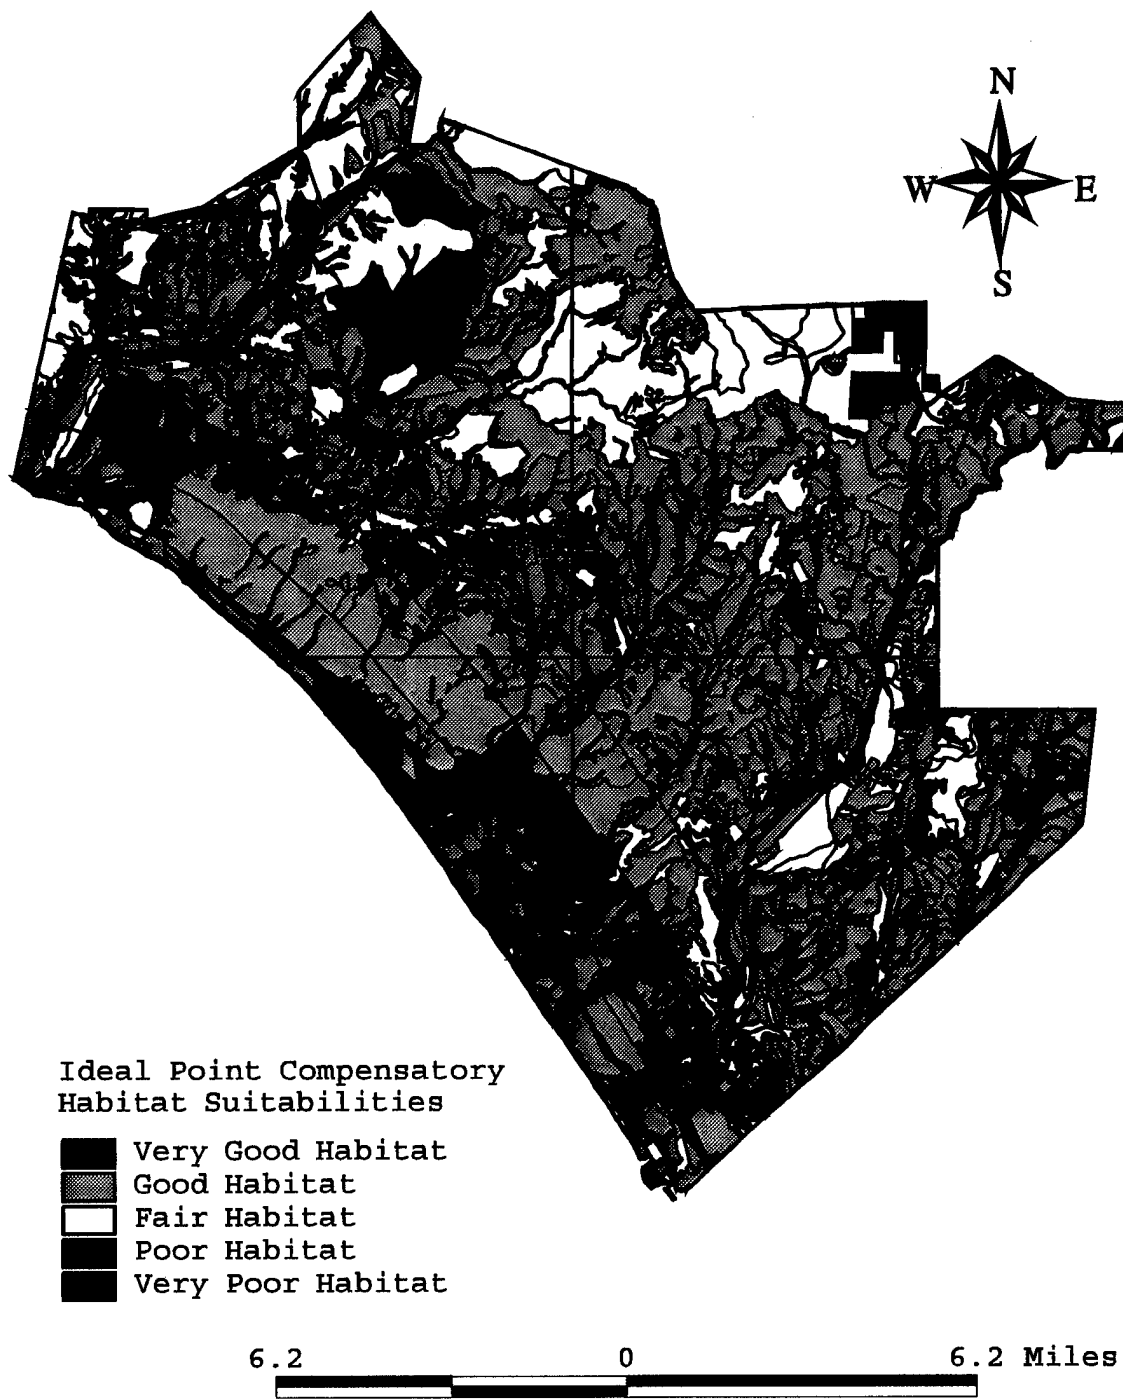 N
W E
S
Ideal Point Compensatory
Habitat Suitabilities
Very Good Habitat
Good Habitat
Fair Habitat
Poor Habitat
Very Poor Habitat
6.2 0 6.2 Miles